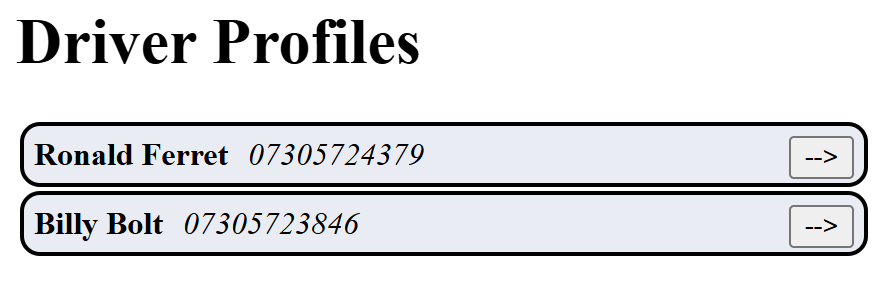 Driver Profiles
Ronald Ferret 07305724379 -->
Billy Bolt 07305723846 -->